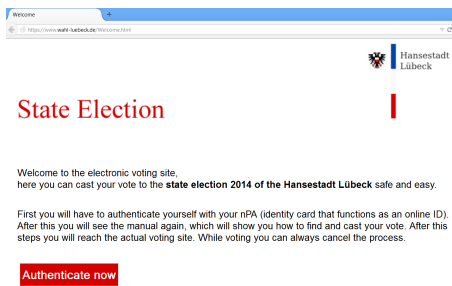 Welcome
https://www.wahl-luebeck.de/Welcome.html
Hansestadt
Lübeck
State Election
Welcome to the electronic voting site,
here you can cast your vote to the state election 2014 of the Hansestadt Lübeck safe and easy.
First you will have to authenticate yourself with your nPA (identity card that functions as an online ID).
After this you will see the manual again, which will show you how to find and cast your vote. After this
steps you will reach the actual voting site. While voting you can always cancel the process.
Authenticate now